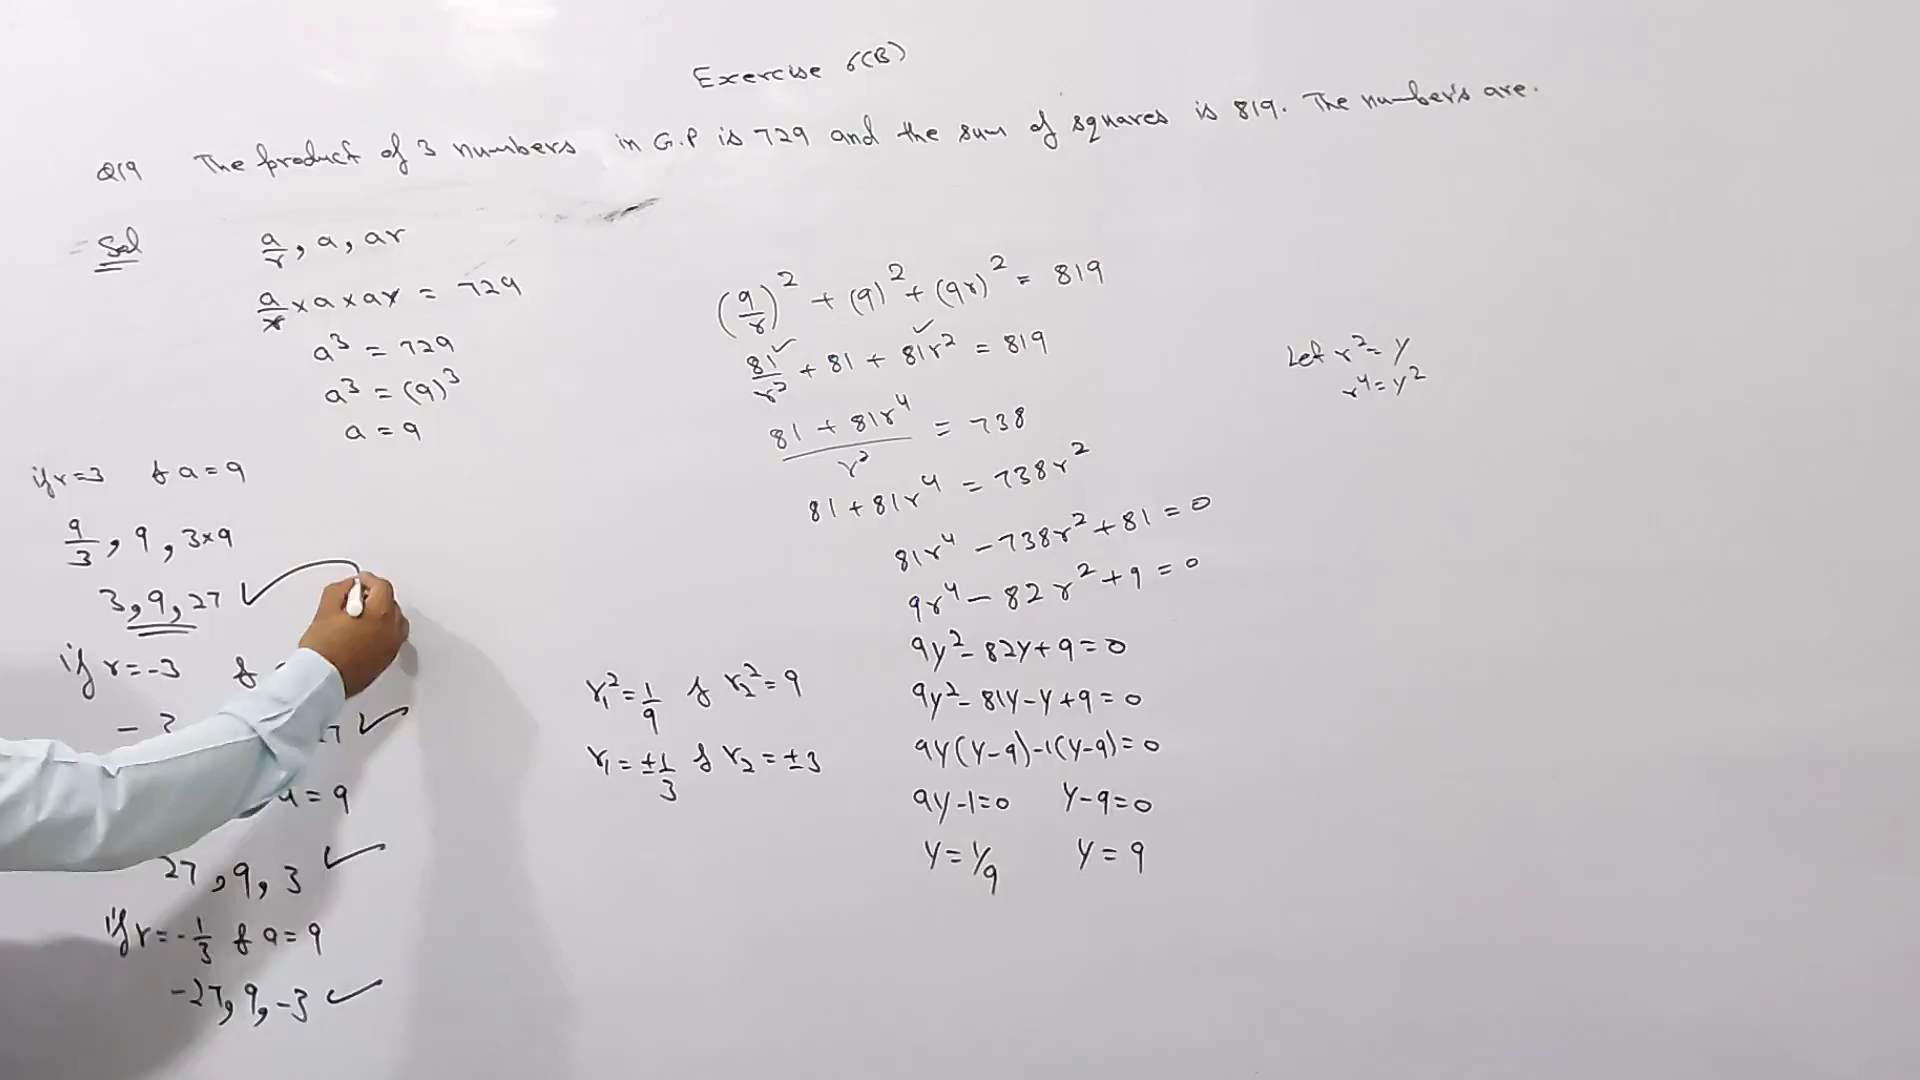 Exercise 6(B)
Q19 The product of 3 numbers in G.P is 729 and the sum of squares is 819. The numbers are.
Sol
a/r, a, ar
a/r × a × ar = 729
a³ = 729
a³ = (9)³
a = 9
if r=3 & a=9
9/3, 9, 3×9
3, 9, 27 ✓
if r=-3 &
✓
a=9
27, 9, 3 ✓
if r=-1/3 & a=9
-27, 9, -3 ✓
(9/r)² + (9)² + (9r)² = 819
81/r² + 81 + 81r² = 819
(81 + 81r⁴)/r² = 738
81 + 81r⁴ = 738r²
81r⁴ - 738r² + 81 = 0
9r⁴ - 82r² + 9 = 0
9y² - 82y + 9 = 0
9y² - 81y - y + 9 = 0
9y(y-9) -1(y-9) = 0
9y-1=0 y-9=0
y=1/9 y=9
r₁²=1/9 & r₂²=9
r₁=±1/3 & r₂=±3
Let r²=y
r⁴=y²